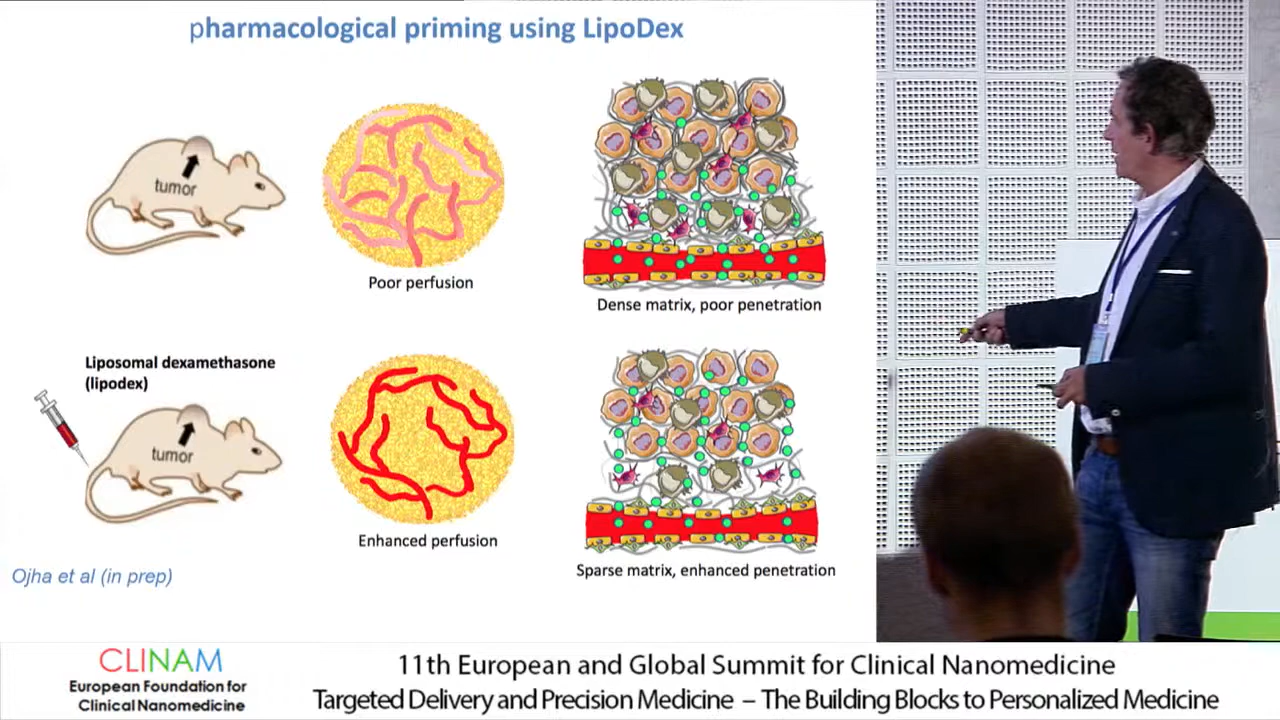 pharmacological priming using LipoDex
tumor
Poor perfusion
Dense matrix, poor penetration
Liposomal dexamethasone
(lipodex)
tumor
Enhanced perfusion
Sparse matrix, enhanced penetration
Ojha et al (in prep)
CLINAM
European Foundation for
Clinical Nanomedicine
11th European and Global Summit for Clinical Nanomedicine
Targeted Delivery and Precision Medicine – The Building Blocks to Personalized Medicine